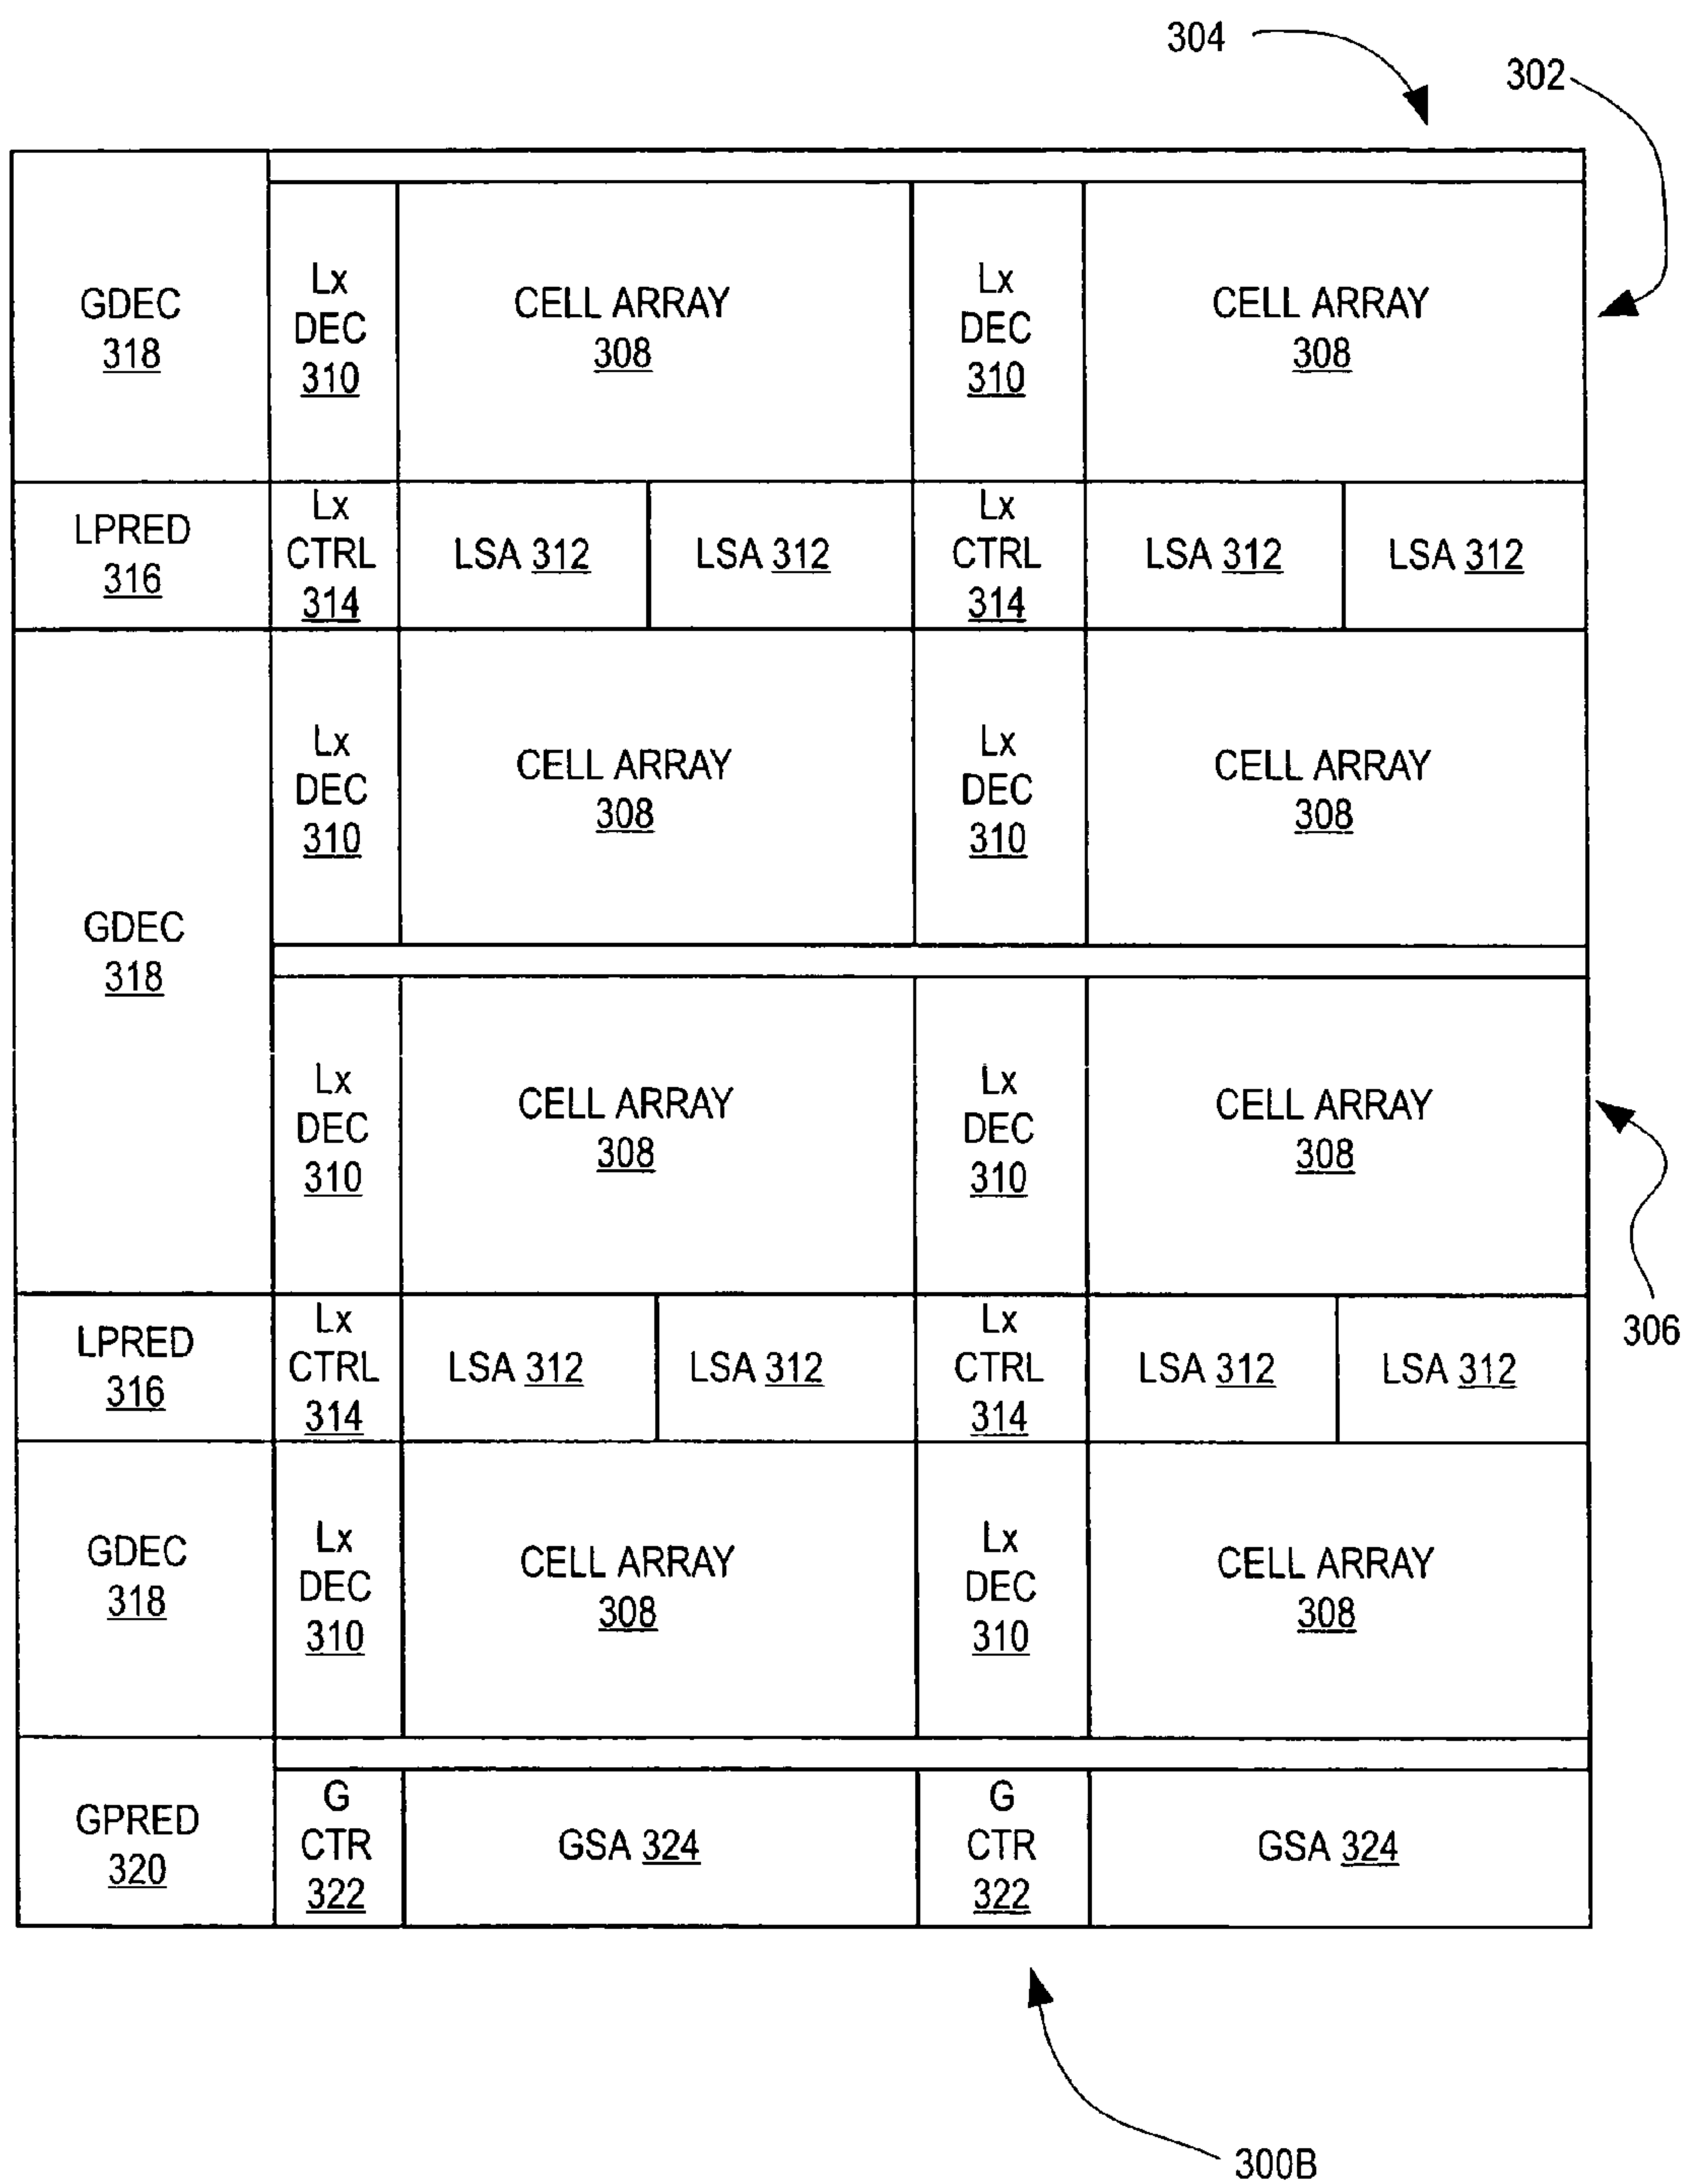 304
302
GDEC
318
Lx
DEC
310
CELL ARRAY
308
Lx
DEC
310
CELL ARRAY
308
LPRED
316
Lx
CTRL
314
LSA 312
LSA 312
Lx
CTRL
314
LSA 312
LSA 312
GDEC
318
Lx
DEC
310
CELL ARRAY
308
Lx
DEC
310
CELL ARRAY
308
Lx
DEC
310
CELL ARRAY
308
Lx
DEC
310
CELL ARRAY
308
306
LPRED
316
Lx
CTRL
314
LSA 312
LSA 312
Lx
CTRL
314
LSA 312
LSA 312
GDEC
318
Lx
DEC
310
CELL ARRAY
308
Lx
DEC
310
CELL ARRAY
308
GPRED
320
G
CTR
322
GSA 324
G
CTR
322
GSA 324
300B